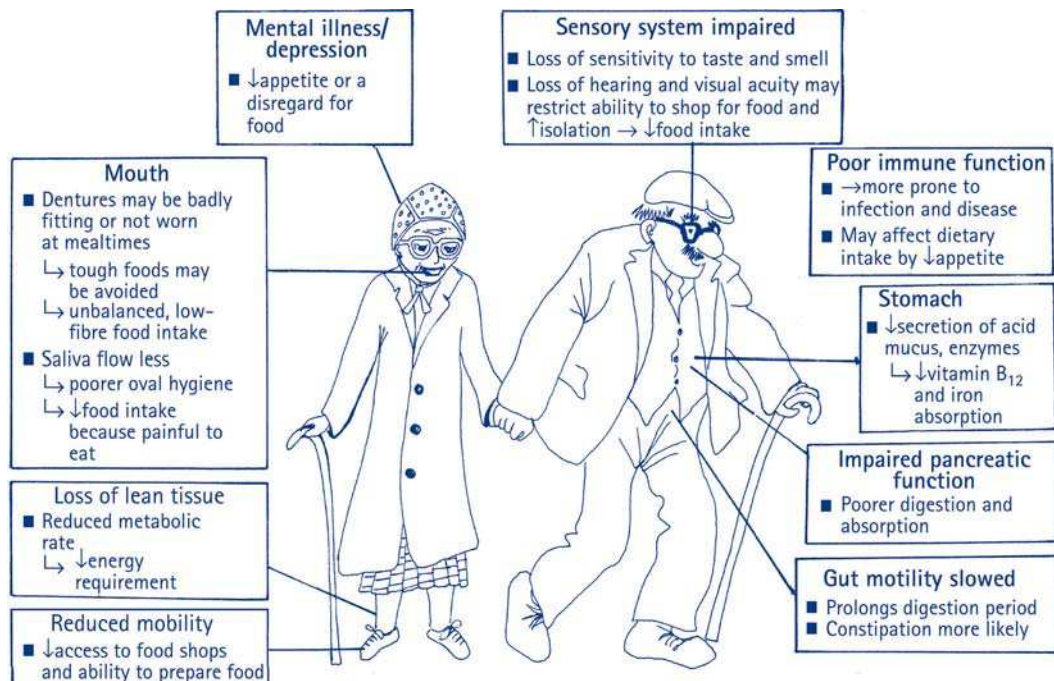 Mental illness/
depression
■ ↓appetite or a
disregard for
food
Sensory system impaired
■ Loss of sensitivity to taste and smell
■ Loss of hearing and visual acuity may
restrict ability to shop for food and
↑isolation → ↓food intake
Mouth
■ Dentures may be badly
fitting or not worn
at mealtimes
↳ tough foods may
be avoided
↳ unbalanced, low-
fibre food intake
■ Saliva flow less
↳ poorer oval hygiene
↳ ↓food intake
because painful to
eat
Poor immune function
■ →more prone to
infection and disease
■ May affect dietary
intake by ↓appetite
Stomach
■ ↓secretion of acid
mucus, enzymes
↳ ↓vitamin B₁₂
and iron
absorption
Impaired pancreatic
function
■ Poorer digestion and
absorption
Loss of lean tissue
■ Reduced metabolic
rate
↳ ↓energy
requirement
Gut motility slowed
■ Prolongs digestion period
■ Constipation more likely
Reduced mobility
■ ↓access to food shops
and ability to prepare food